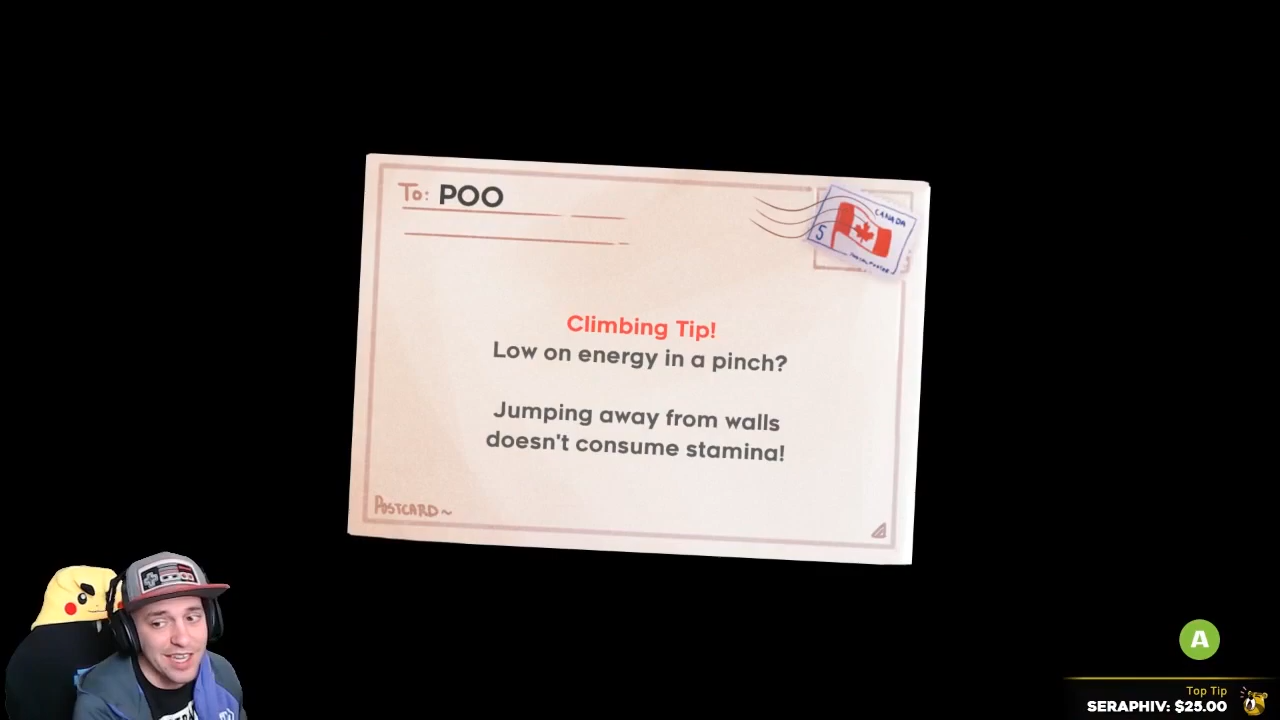 To: POO
CANADA
5
Climbing Tip!
Low on energy in a pinch?
Jumping away from walls
doesn't consume stamina!
POSTCARD~
A
Top Tip
SERAPHIV: $25.00